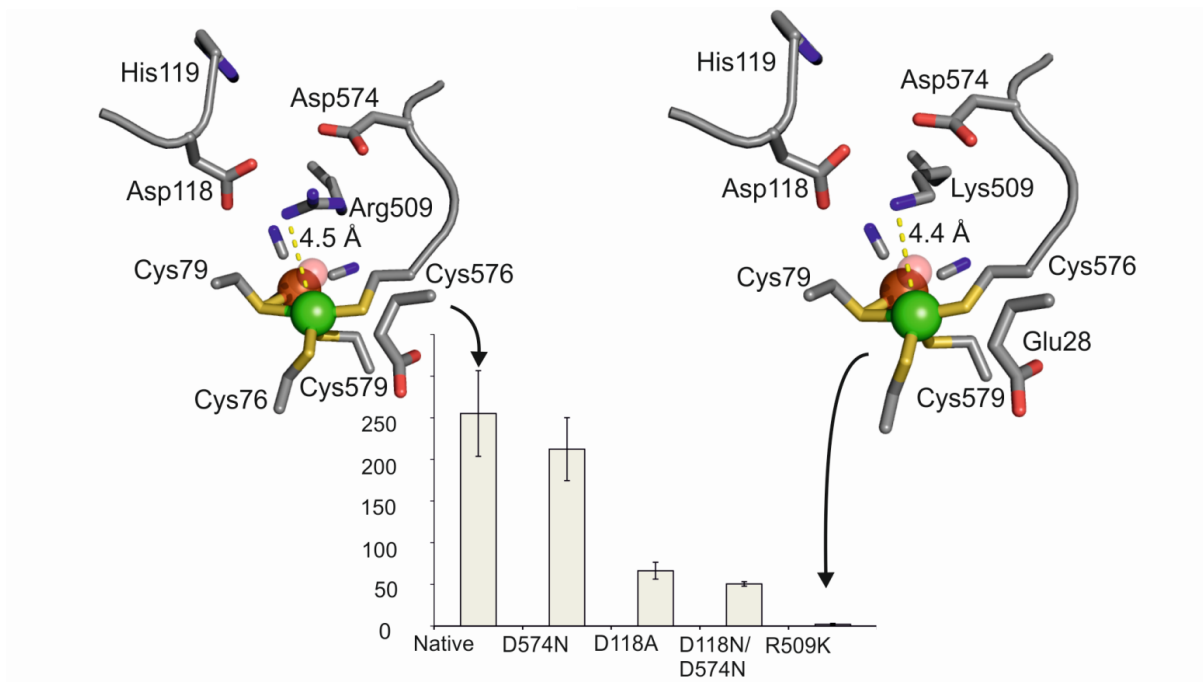 His119
Asp574
Asp118
Arg509
4.5 Å
Cys79
Cys576
Cys579
Cys76
His119
Asp574
Asp118
Lys509
4.4 Å
Cys79
Cys576
Glu28
Cys579
250
200
150
100
50
0
Native
D574N
D118A
D118N/
D574N
R509K